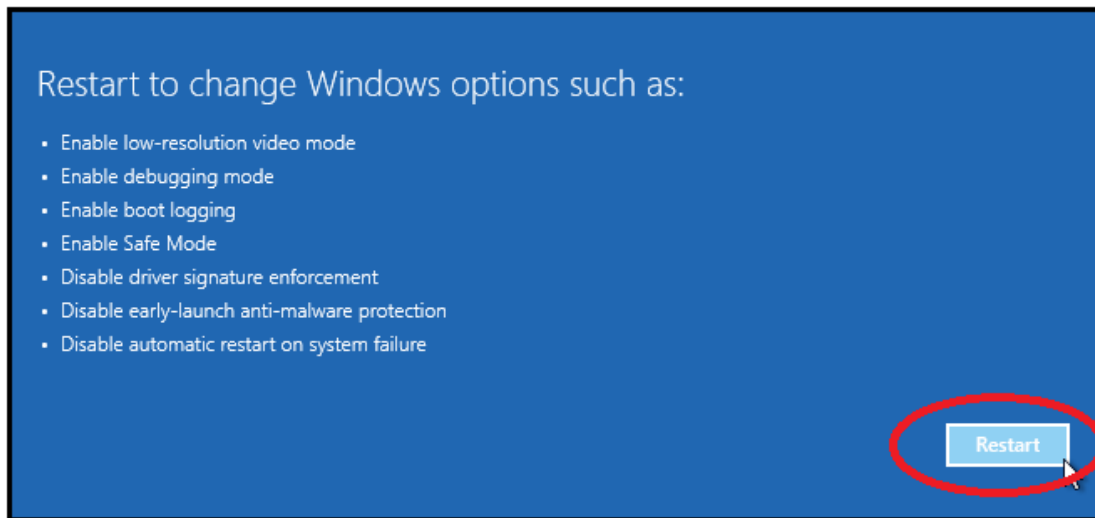 Restart to change Windows options such as:
▪ Enable low-resolution video mode
▪ Enable debugging mode
▪ Enable boot logging
▪ Enable Safe Mode
▪ Disable driver signature enforcement
▪ Disable early-launch anti-malware protection
▪ Disable automatic restart on system failure
Restart